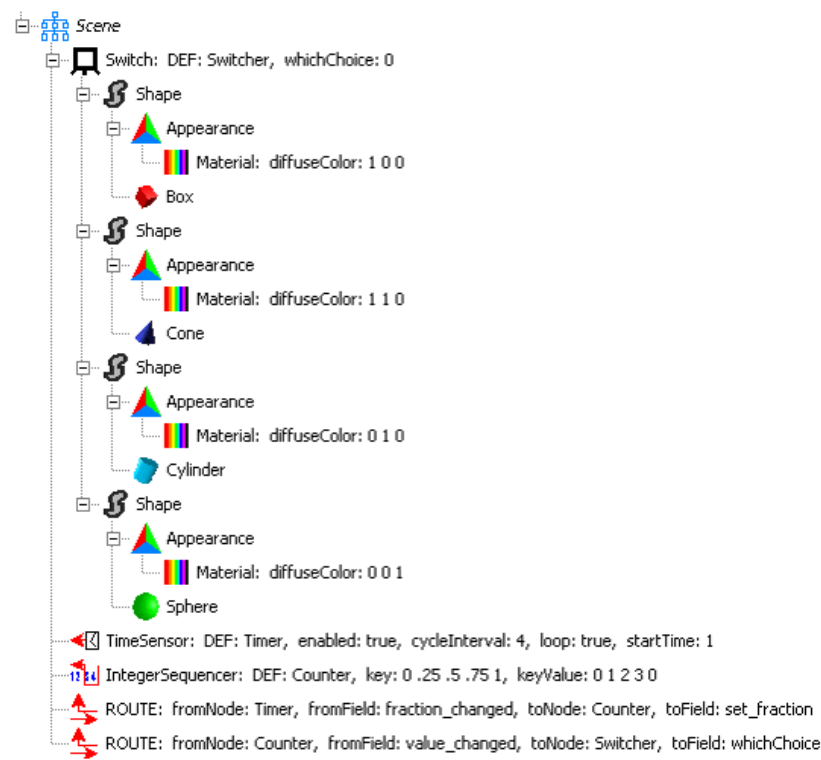 Scene
Switch: DEF: Switcher, whichChoice: 0
Shape
Appearance
Material: diffuseColor: 1 0 0
Box
Shape
Appearance
Material: diffuseColor: 1 1 0
Cone
Shape
Appearance
Material: diffuseColor: 0 1 0
Cylinder
Shape
Appearance
Material: diffuseColor: 0 0 1
Sphere
TimeSensor: DEF: Timer, enabled: true, cycleInterval: 4, loop: true, startTime: 1
IntegerSequencer: DEF: Counter, key: 0 .25 .5 .75 1, keyValue: 0 1 2 3 0
ROUTE: fromNode: Timer, fromField: fraction_changed, toNode: Counter, toField: set_fraction
ROUTE: fromNode: Counter, fromField: value_changed, toNode: Switcher, toField: whichChoice